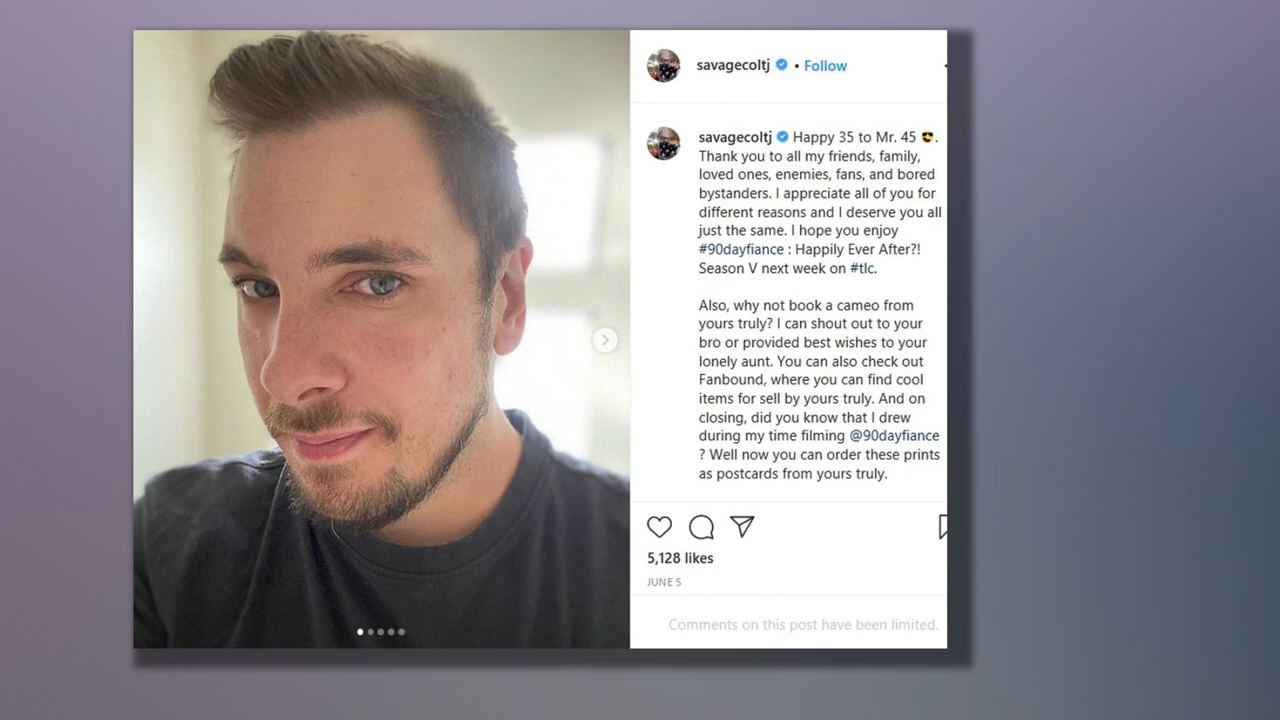 savagecoltj • Follow
savagecoltj Happy 35 to Mr. 45 😎.
Thank you to all my friends, family,
loved ones, enemies, fans, and bored
bystanders. I appreciate all of you for
different reasons and I deserve you all
just the same. I hope you enjoy
#90dayfiance : Happily Ever After?!
Season V next week on #tlc.
Also, why not book a cameo from
yours truly? I can shout out to your
bro or provided best wishes to your
lonely aunt. You can also check out
Fanbound, where you can find cool
items for sell by yours truly. And on
closing, did you know that I drew
during my time filming @90dayfiance
? Well now you can order these prints
as postcards from yours truly.
5,128 likes
JUNE 5
Comments on this post have been limited.